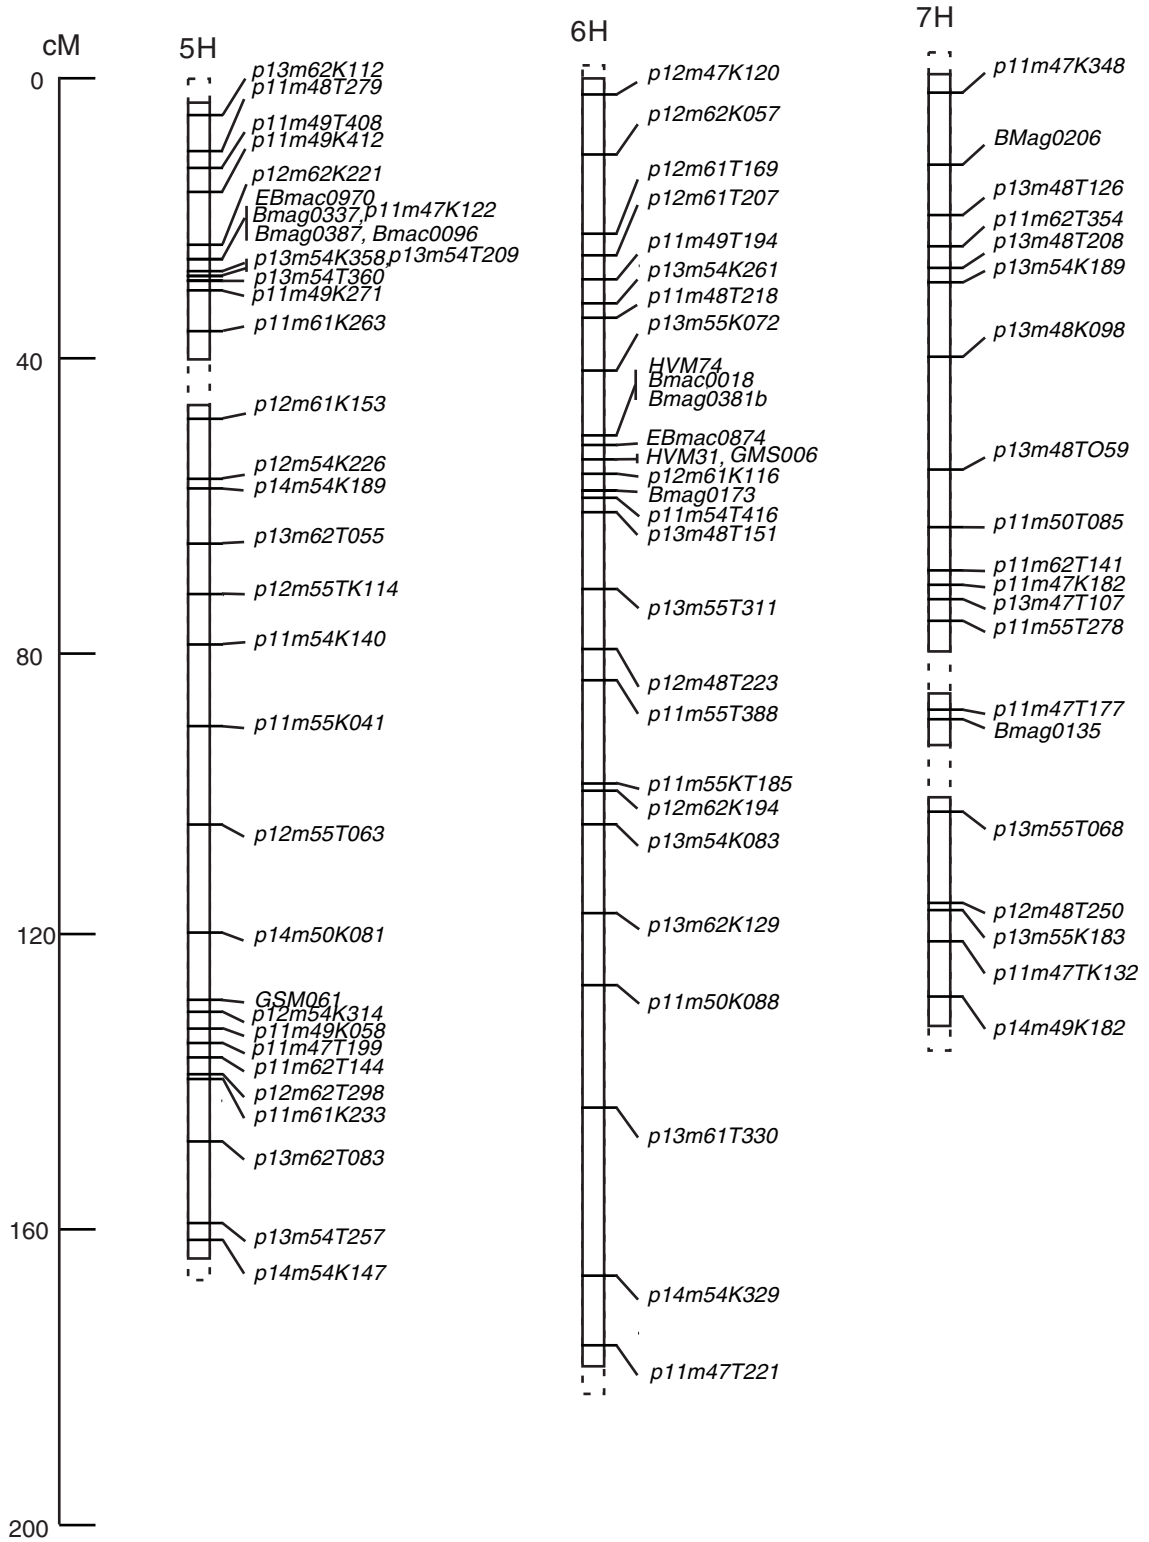 cM
0
40
80
120
160
200
5H
p13m62K112
p11m48T279
p11m49T408
p11m49K412
p12m62K221
EBmac0970
Bmag0337, p11m47K122
Bmag0387, Bmac0096
p13m54K358, p13m54T209
p13m54T360
p11m49K271
p11m61K263
p12m61K153
p12m54K226
p14m54K189
p13m62T055
p12m55TK114
p11m54K140
p11m55K041
p12m55T063
p14m50K081
GSM061
p12m54K314
p11m49K058
p11m47T199
p11m62T144
p12m62T298
p11m61K233
p13m62T083
p13m54T257
p14m54K147
6H
p12m47K120
p12m62K057
p12m61T169
p12m61T207
p11m49T194
p13m54K261
p11m48T218
p13m55K072
HVM74
Bmac0018
Bmag0381b
EBmac0874
HVM31, GMS006
p12m61K116
Bmag0173
p11m54T416
p13m48T151
p13m55T311
p12m48T223
p11m55T388
p11m55KT185
p12m62K194
p13m54K083
p13m62K129
p11m50K088
p13m61T330
p14m54K329
p11m47T221
7H
p11m47K348
BMag0206
p13m48T126
p11m62T354
p13m48T208
p13m54K189
p13m48K098
p13m48TO59
p11m50T085
p11m62T141
p11m47K182
p13m47T107
p11m55T278
p11m47T177
Bmag0135
p13m55T068
p12m48T250
p13m55K183
p11m47TK132
p14m49K182